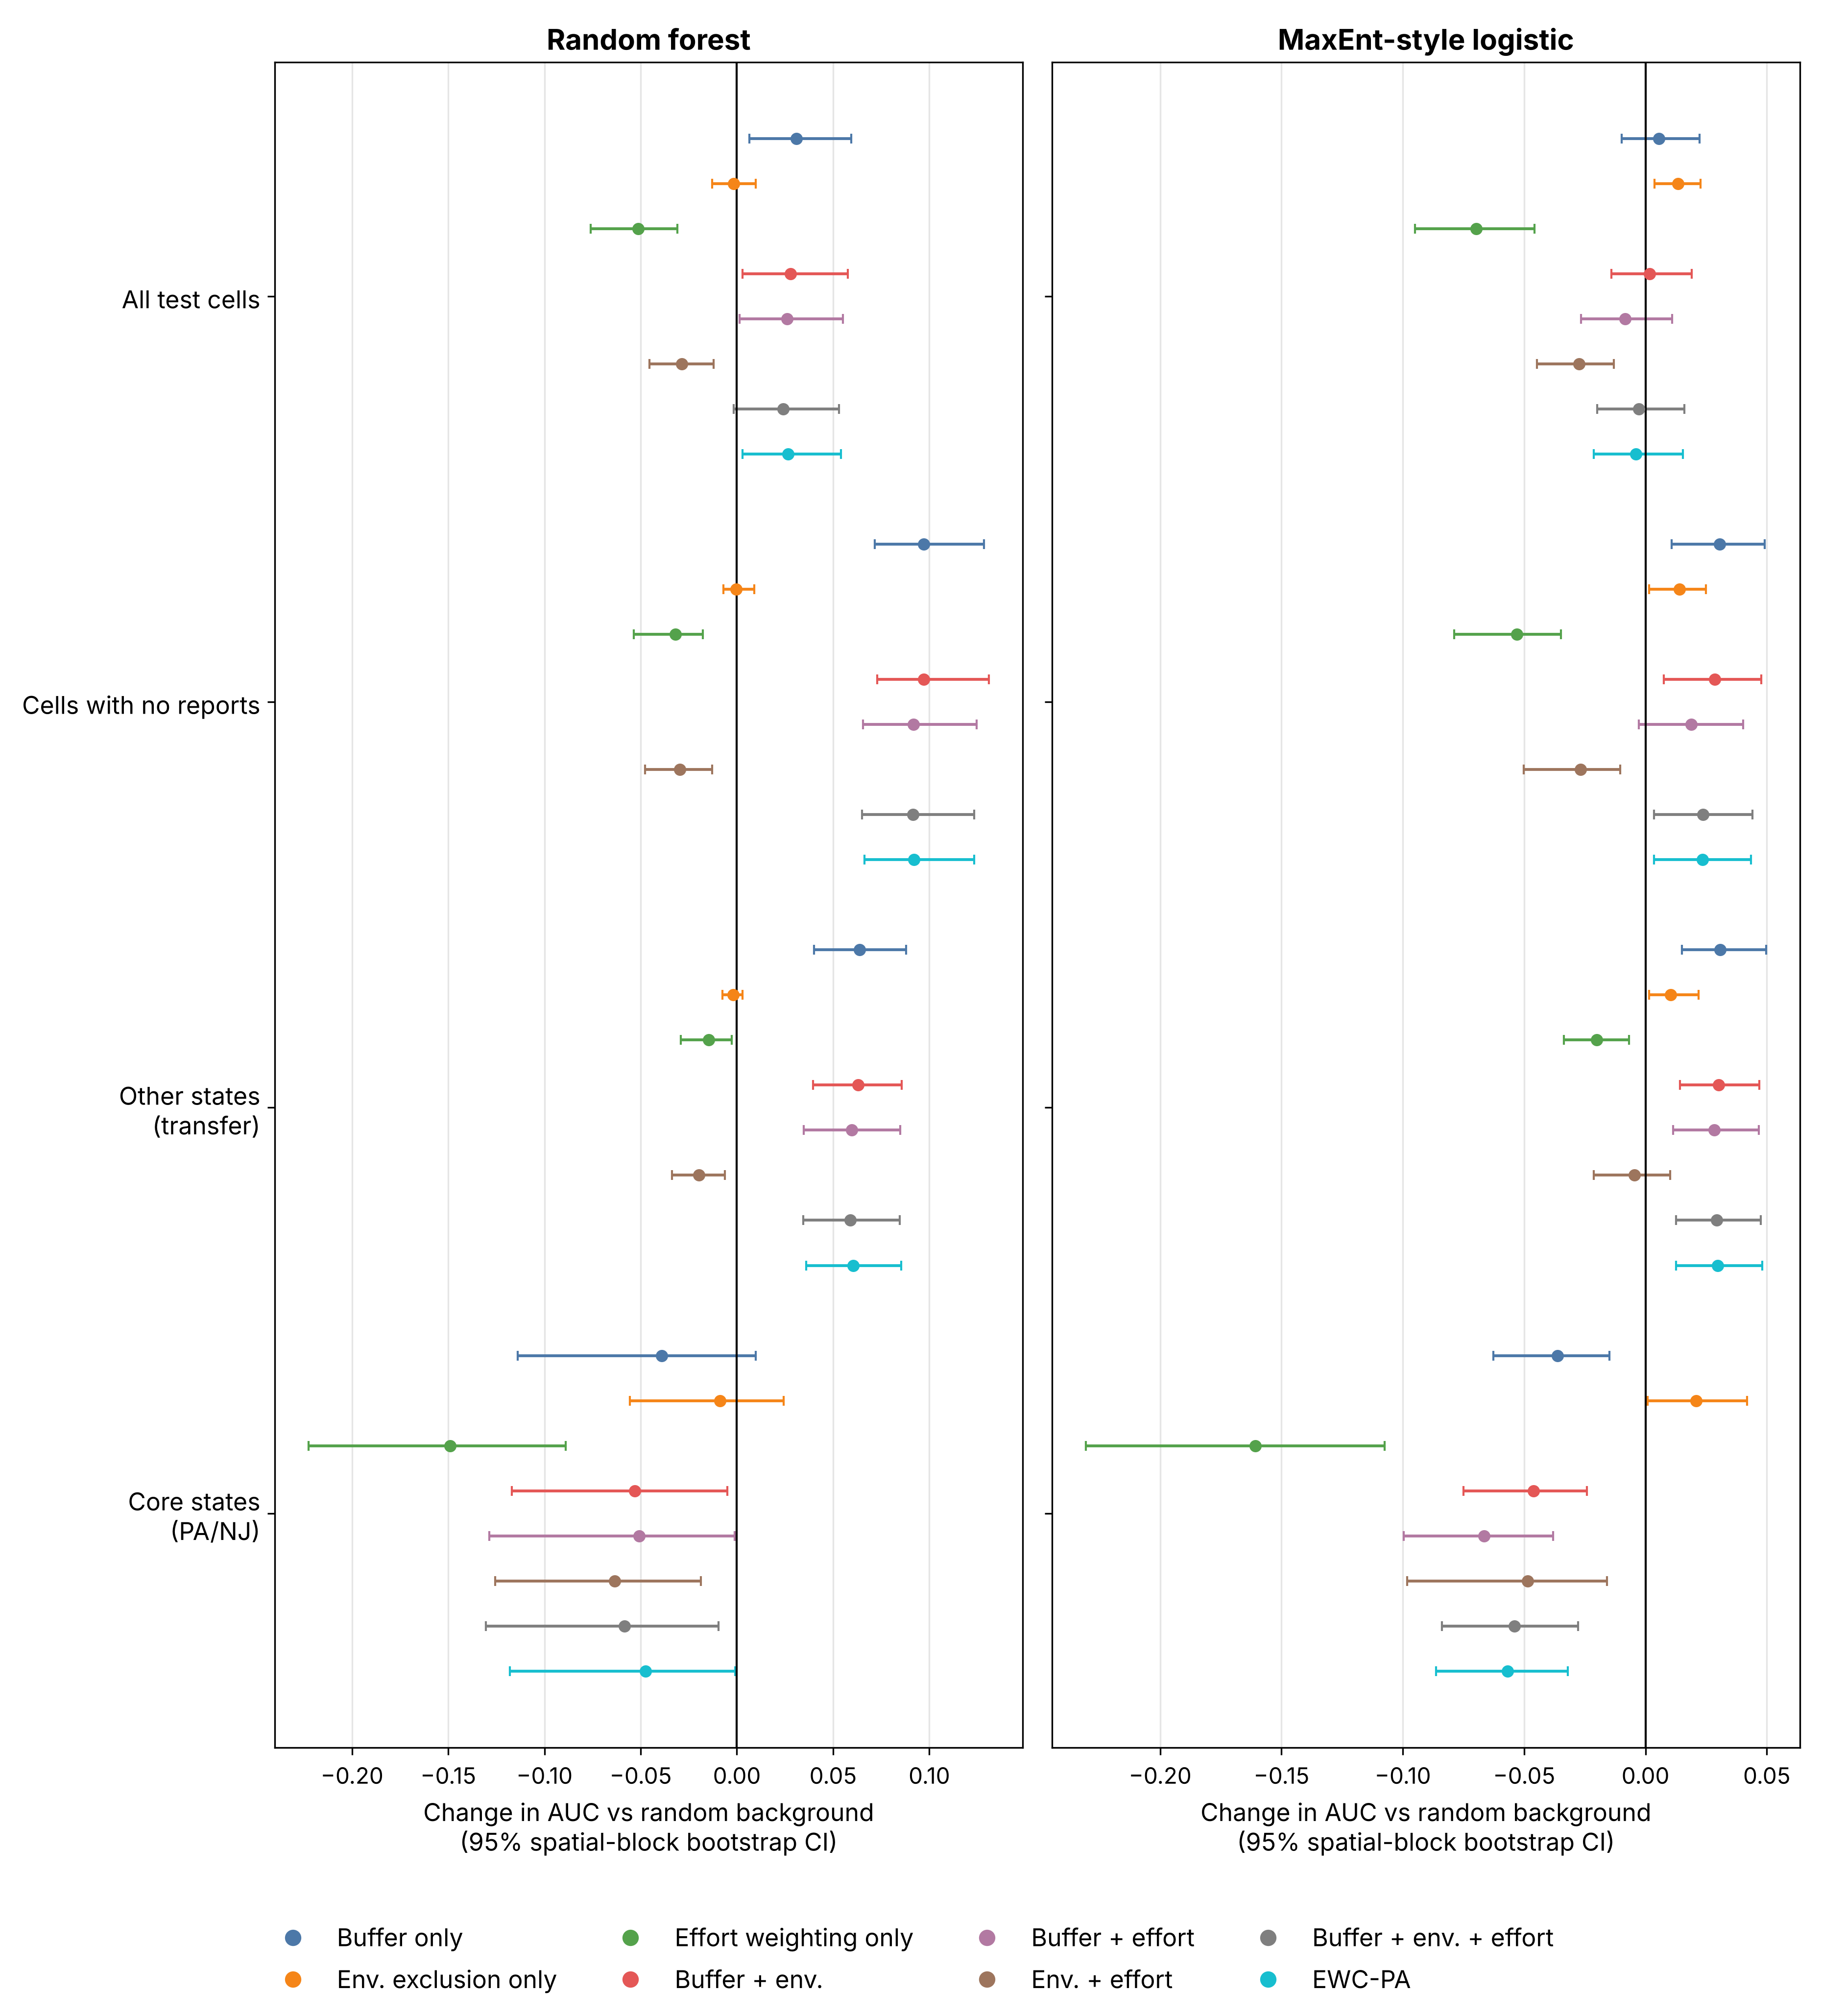 Random forest
MaxEnt-style logistic
All test cells
Cells with no reports
Other states
(transfer)
Core states
(PA/NJ)
−0.20 −0.15 −0.10 −0.05 0.00 0.05 0.10
−0.20 −0.15 −0.10 −0.05 0.00 0.05
Change in AUC vs random background
(95% spatial-block bootstrap CI)
Change in AUC vs random background
(95% spatial-block bootstrap CI)
Buffer only
Env. exclusion only
Effort weighting only
Buffer + env.
Buffer + effort
Env. + effort
Buffer + env. + effort
EWC-PA